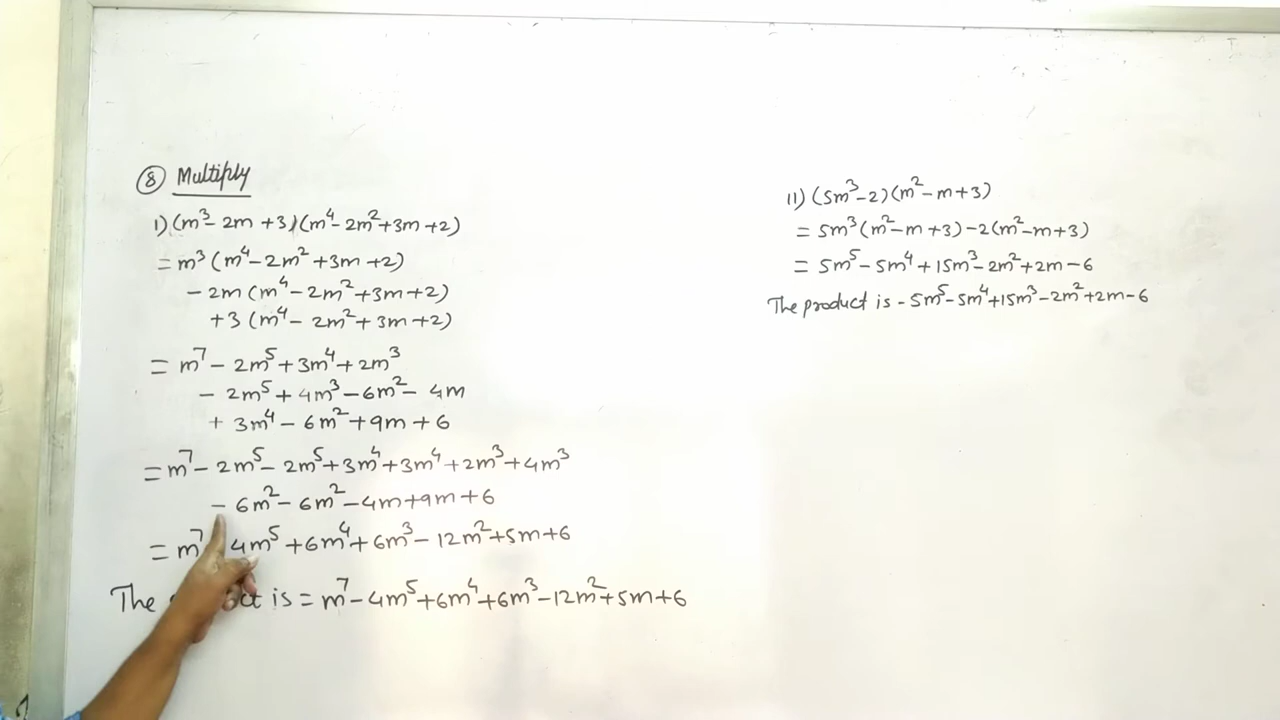 ⑧ Multiply
1) (m³ - 2m + 3) (m⁴ - 2m² + 3m + 2)
= m³ (m⁴ - 2m² + 3m + 2)
- 2m (m⁴ - 2m² + 3m + 2)
+ 3 (m⁴ - 2m² + 3m + 2)
= m⁷ - 2m⁵ + 3m⁴ + 2m³
- 2m⁵ + 4m³ - 6m² - 4m
+ 3m⁴ - 6m² + 9m + 6
= m⁷ - 2m⁵ - 2m⁵ + 3m⁴ + 3m⁴ + 2m³ + 4m³
- 6m² - 6m² - 4m + 9m + 6
= m⁷ 4m⁵ + 6m⁴ + 6m³ - 12m² + 5m + 6
The is = m⁷ - 4m⁵ + 6m⁴ + 6m³ - 12m² + 5m + 6
11) (5m³ - 2) (m² - m + 3)
= 5m³ (m² - m + 3) - 2 (m² - m + 3)
= 5m⁵ - 5m⁴ + 15m³ - 2m² + 2m - 6
The product is - 5m⁵ - 5m⁴ + 15m³ - 2m² + 2m - 6